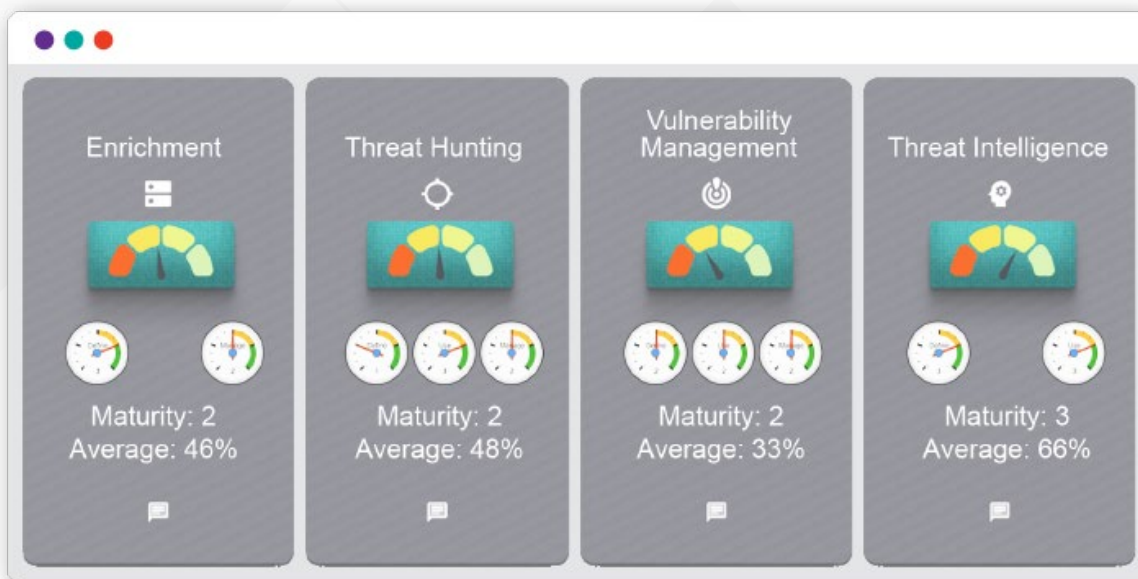 Enrichment
Maturity: 2
Average: 46%
Threat Hunting
Maturity: 2
Average: 48%
Vulnerability
Management
Maturity: 2
Average: 33%
Threat Intelligence
Maturity: 3
Average: 66%